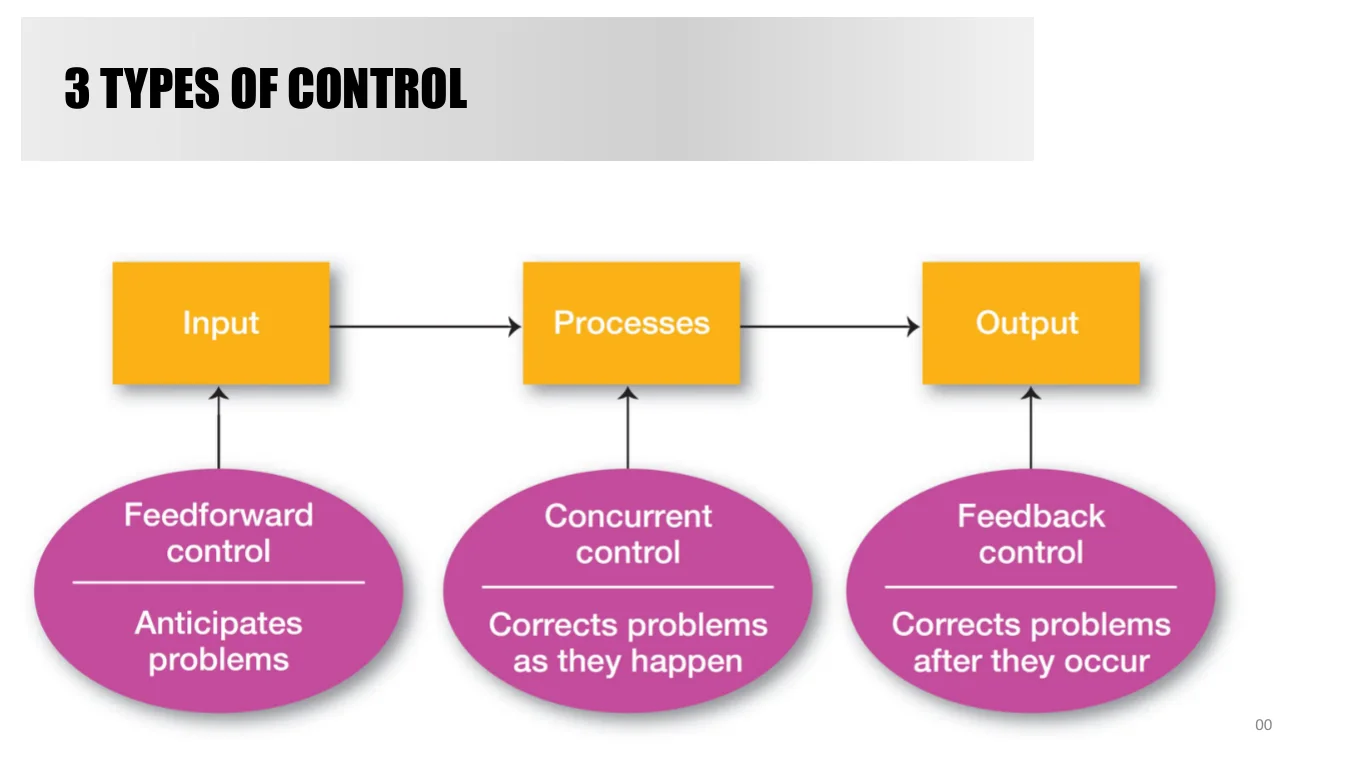 3 TYPES OF CONTROL
Input
Processes
Output
Feedforward
control
Anticipates
problems
Concurrent
control
Corrects problems
as they happen
Feedback
control
Corrects problems
after they occur
00